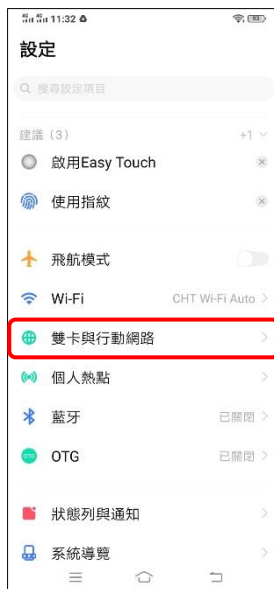 11:32
設定
搜尋設定項目
建議 (3) +1
啟用Easy Touch
使用指紋
飛航模式
Wi-Fi CHT Wi-Fi Auto
雙卡與行動網路
個人熱點
藍牙 已關閉
OTG 已關閉
狀態列與通知
系統導覽